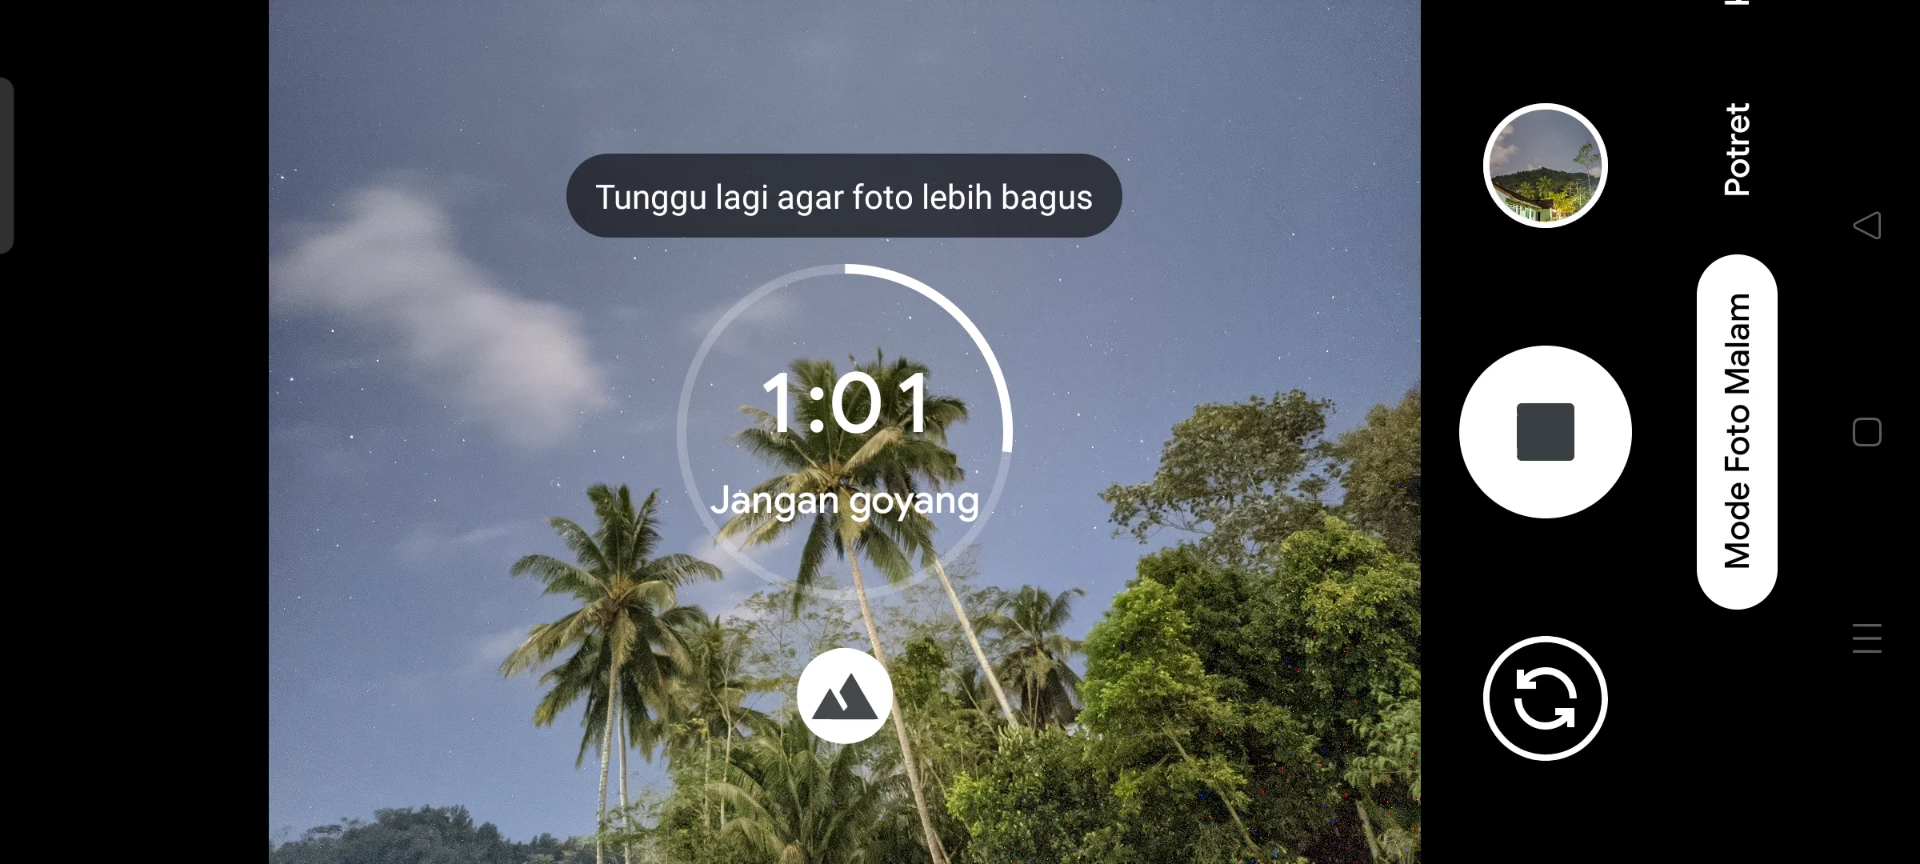 Tunggu lagi agar foto lebih bagus
1:01
Jangan goyang
Potret
Mode Foto Malam